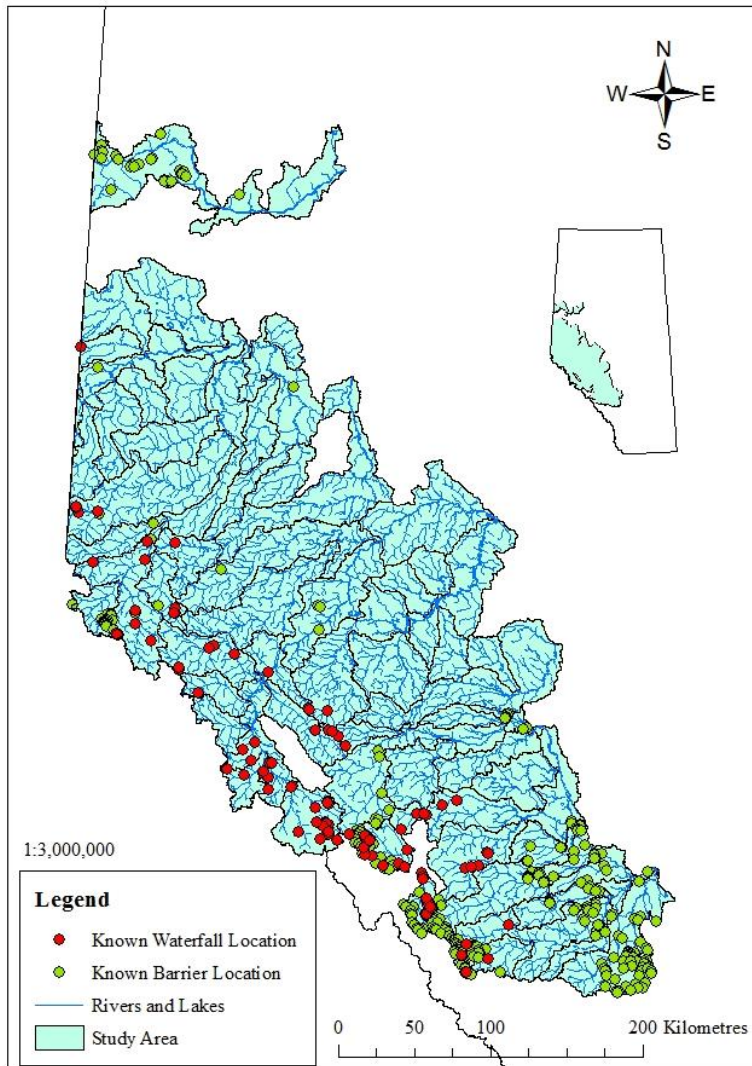 N
W E
S
1:3,000,000
Legend
Known Waterfall Location
Known Barrier Location
Rivers and Lakes
Study Area
0 50 100 200 Kilometres